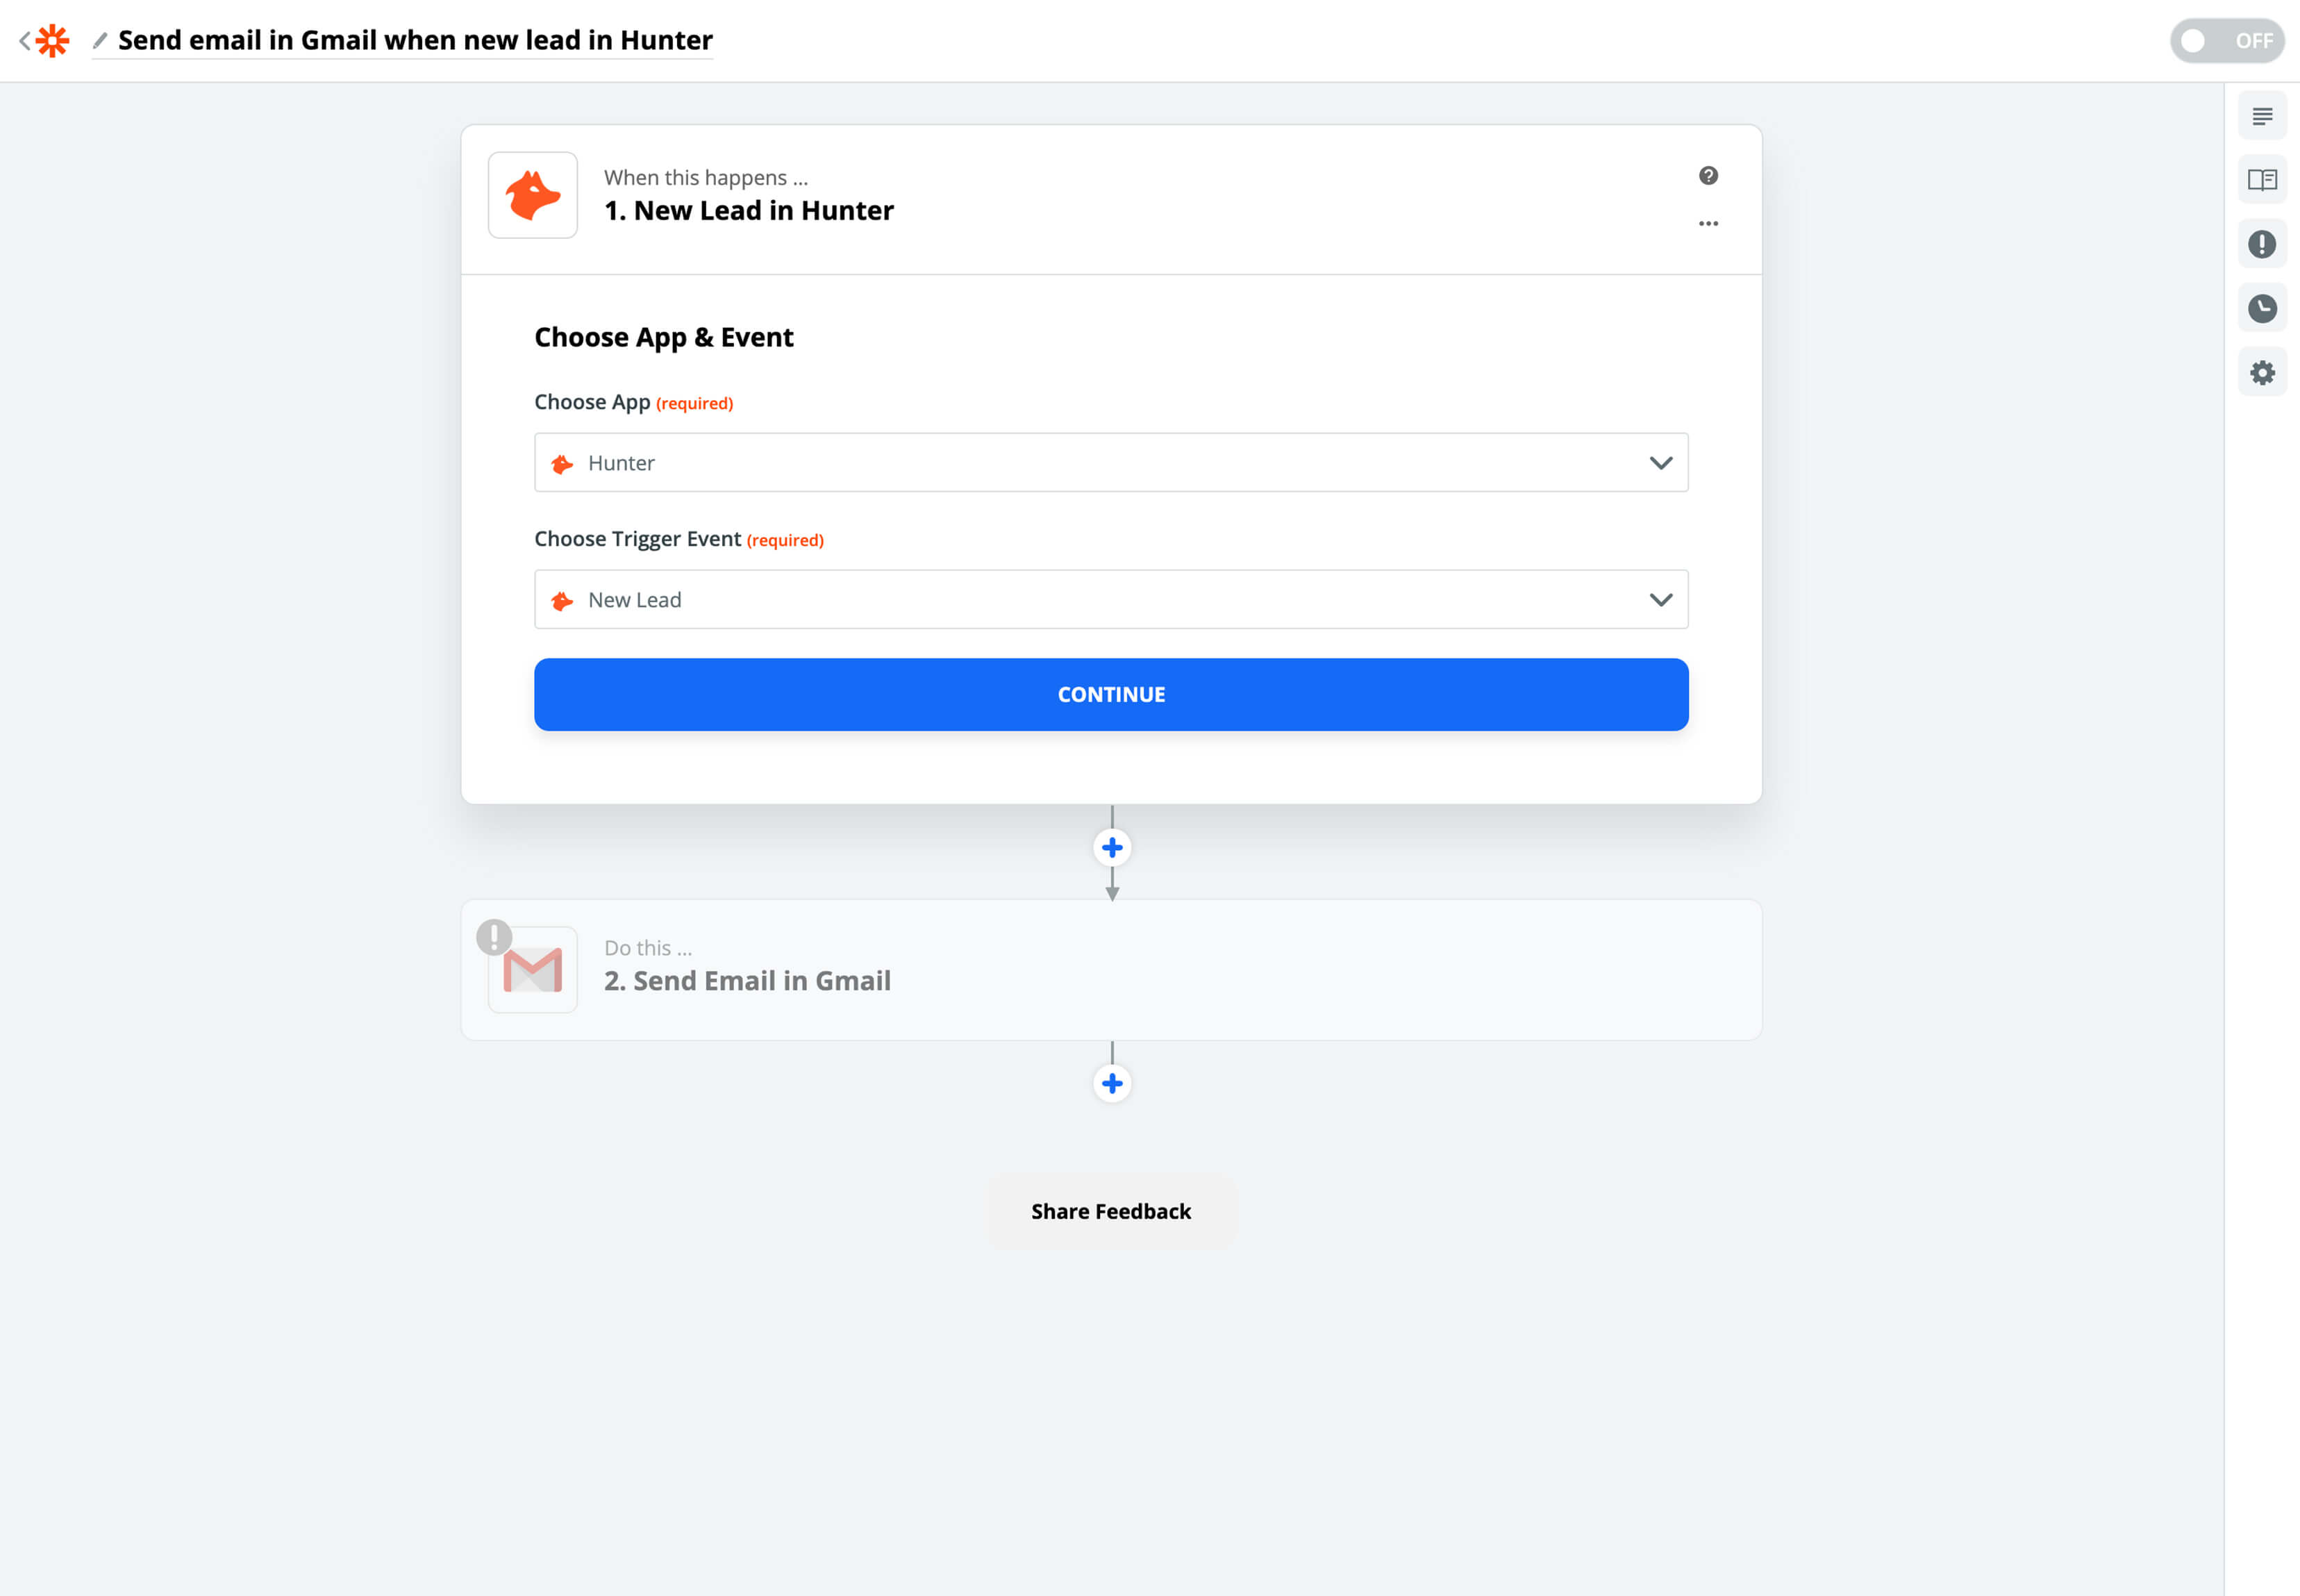 Send email in Gmail when new lead in Hunter
OFF
When this happens ...
1. New Lead in Hunter
Choose App & Event
Choose App (required)
Hunter
Choose Trigger Event (required)
New Lead
CONTINUE
Do this ...
2. Send Email in Gmail
Share Feedback